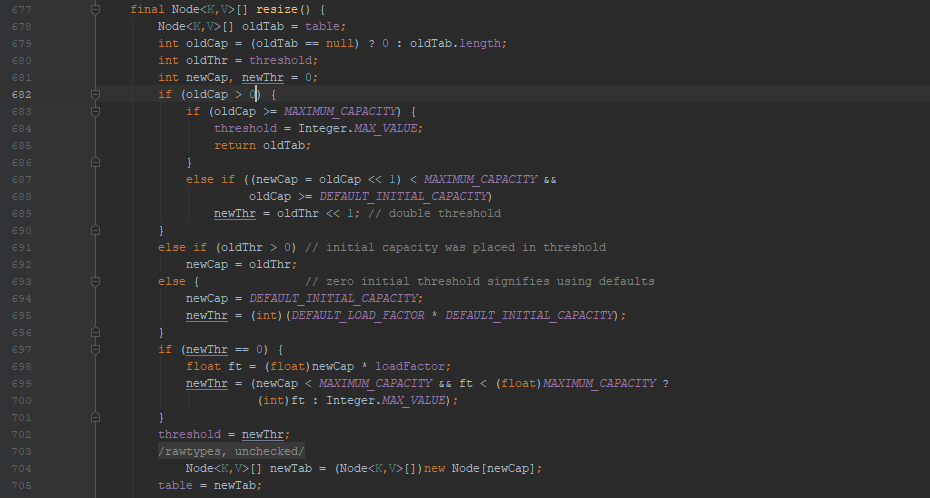 677 final Node<K,V>[] resize() {
678 Node<K,V>[] oldTab = table;
679 int oldCap = (oldTab == null) ? 0 : oldTab.length;
680 int oldThr = threshold;
681 int newCap, newThr = 0;
682 if (oldCap > 0) {
683 if (oldCap >= MAXIMUM_CAPACITY) {
684 threshold = Integer.MAX_VALUE;
685 return oldTab;
686 }
687 else if ((newCap = oldCap << 1) < MAXIMUM_CAPACITY &&
688 oldCap >= DEFAULT_INITIAL_CAPACITY)
689 newThr = oldThr << 1; // double threshold
690 }
691 else if (oldThr > 0) // initial capacity was placed in threshold
692 newCap = oldThr;
693 else { // zero initial threshold signifies using defaults
694 newCap = DEFAULT_INITIAL_CAPACITY;
695 newThr = (int)(DEFAULT_LOAD_FACTOR * DEFAULT_INITIAL_CAPACITY);
696 }
697 if (newThr == 0) {
698 float ft = (float)newCap * loadFactor;
699 newThr = (newCap < MAXIMUM_CAPACITY && ft < (float)MAXIMUM_CAPACITY ?
700 (int)ft : Integer.MAX_VALUE);
701 }
702 threshold = newThr;
703 /rawtypes, unchecked/
704 Node<K,V>[] newTab = (Node<K,V>[])new Node[newCap];
705 table = newTab;